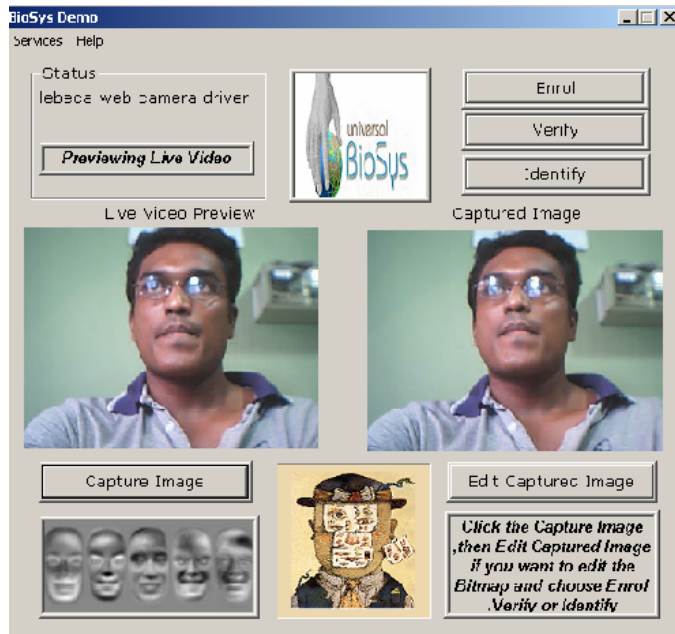 BioSys Demo
Services Help
Status
lebeca web camera driver
Previewing Live Video
universal
BioSys
Enrol
Verify
Identify
Live Video Preview
Captured Image
Capture Image
Edit Captured Image
Click the Capture Image
,then Edit Captured Image
if you want to edit the
Bitmap and choose Enrol
,Verify or Identify